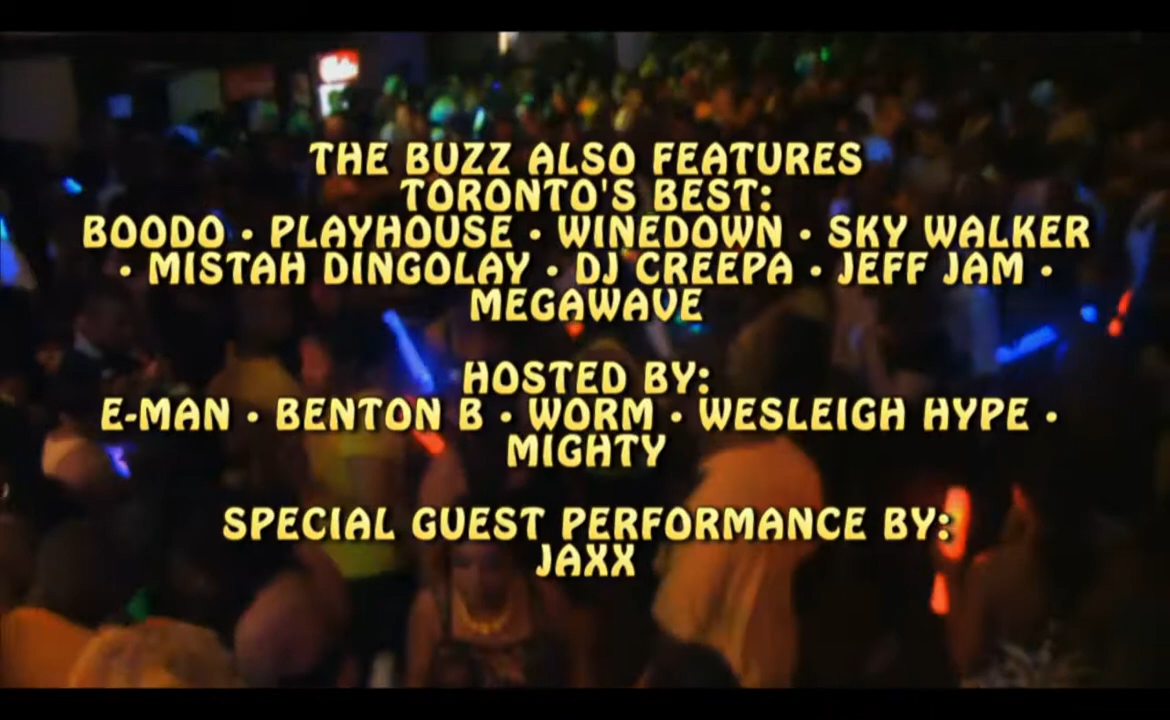 THE BUZZ ALSO FEATURES
TORONTO'S BEST:
BOODO • PLAYHOUSE • WINEDOWN • SKY WALKER
• MISTAH DINGOLAY • DJ CREEPA • JEFF JAM •
MEGAWAVE
HOSTED BY:
E-MAN • BENTON B • WORM • WESLEIGH HYPE •
MIGHTY
SPECIAL GUEST PERFORMANCE BY:
JAXX